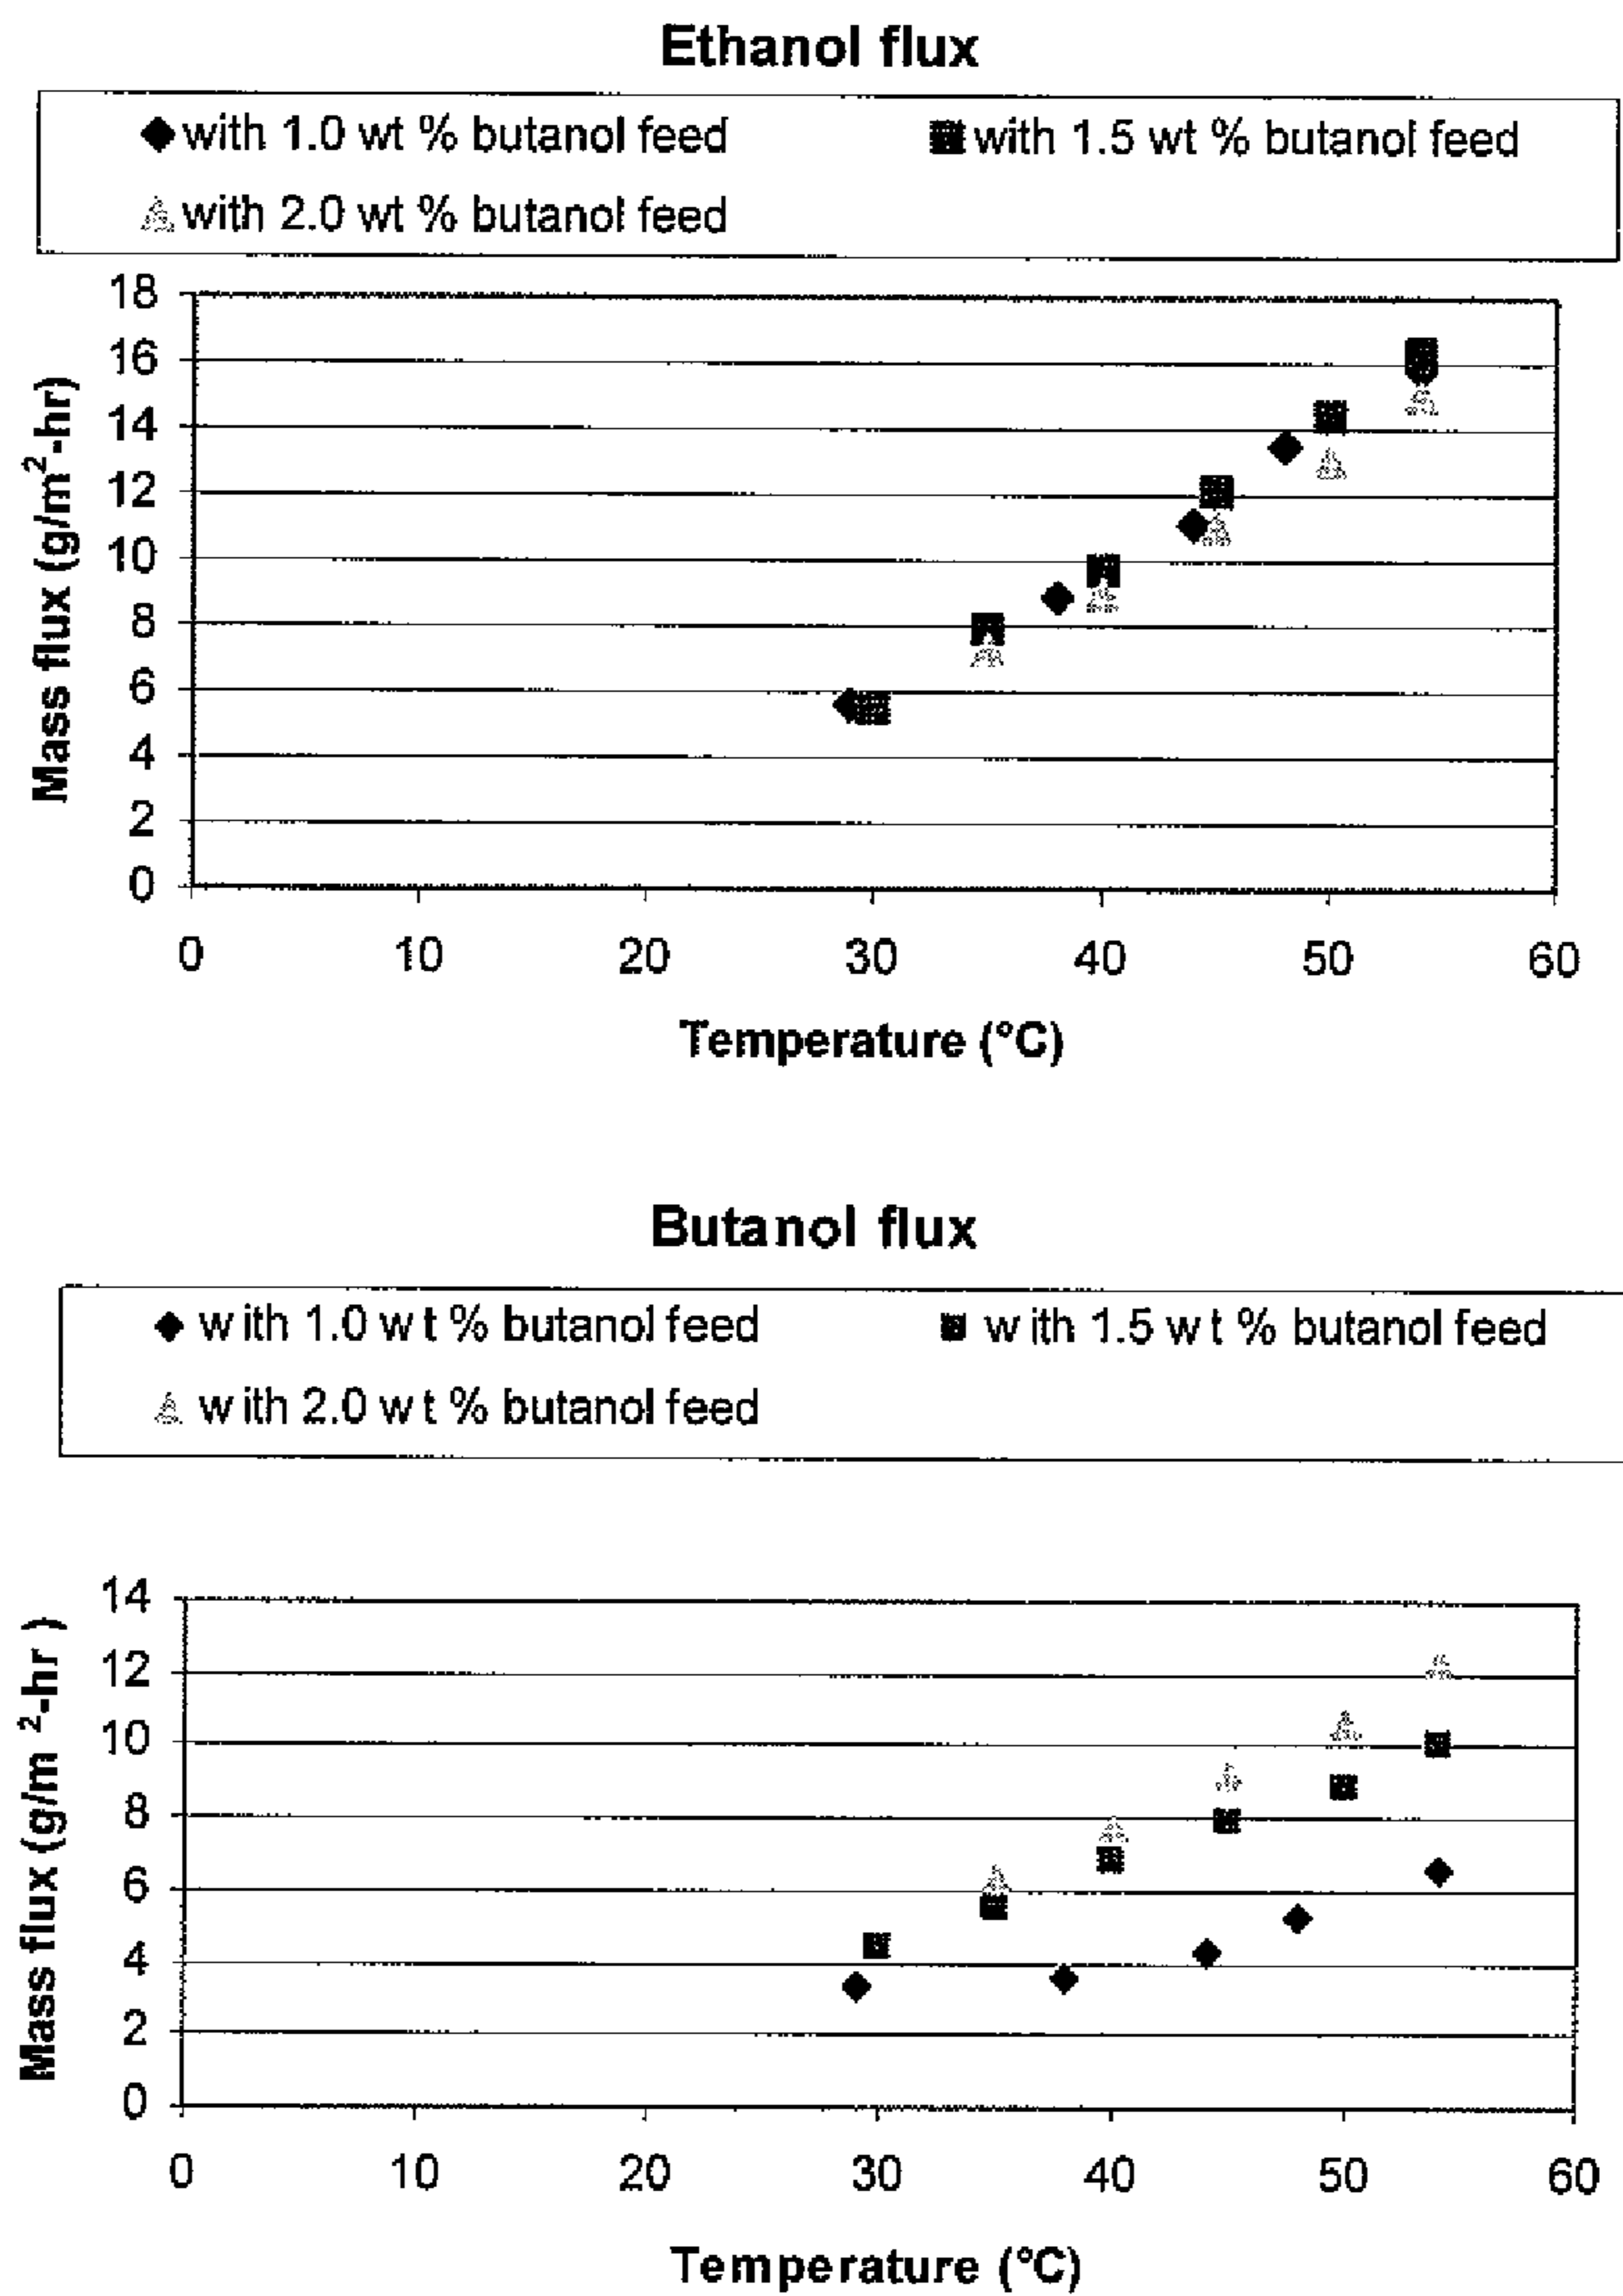 Ethanol flux
with 1.0 wt % butanol feed
with 1.5 wt % butanol feed
with 2.0 wt % butanol feed
18
16
14
12
10
8
6
4
2
0
Mass flux (g/m²-hr)
0 10 20 30 40 50 60
Temperature (°C)
Butanol flux
with 1.0 wt % butanol feed
with 1.5 wt % butanol feed
with 2.0 wt % butanol feed
14
12
10
8
6
4
2
0
Mass flux (g/m ²-hr )
0 10 20 30 40 50 60
Temperature (°C)